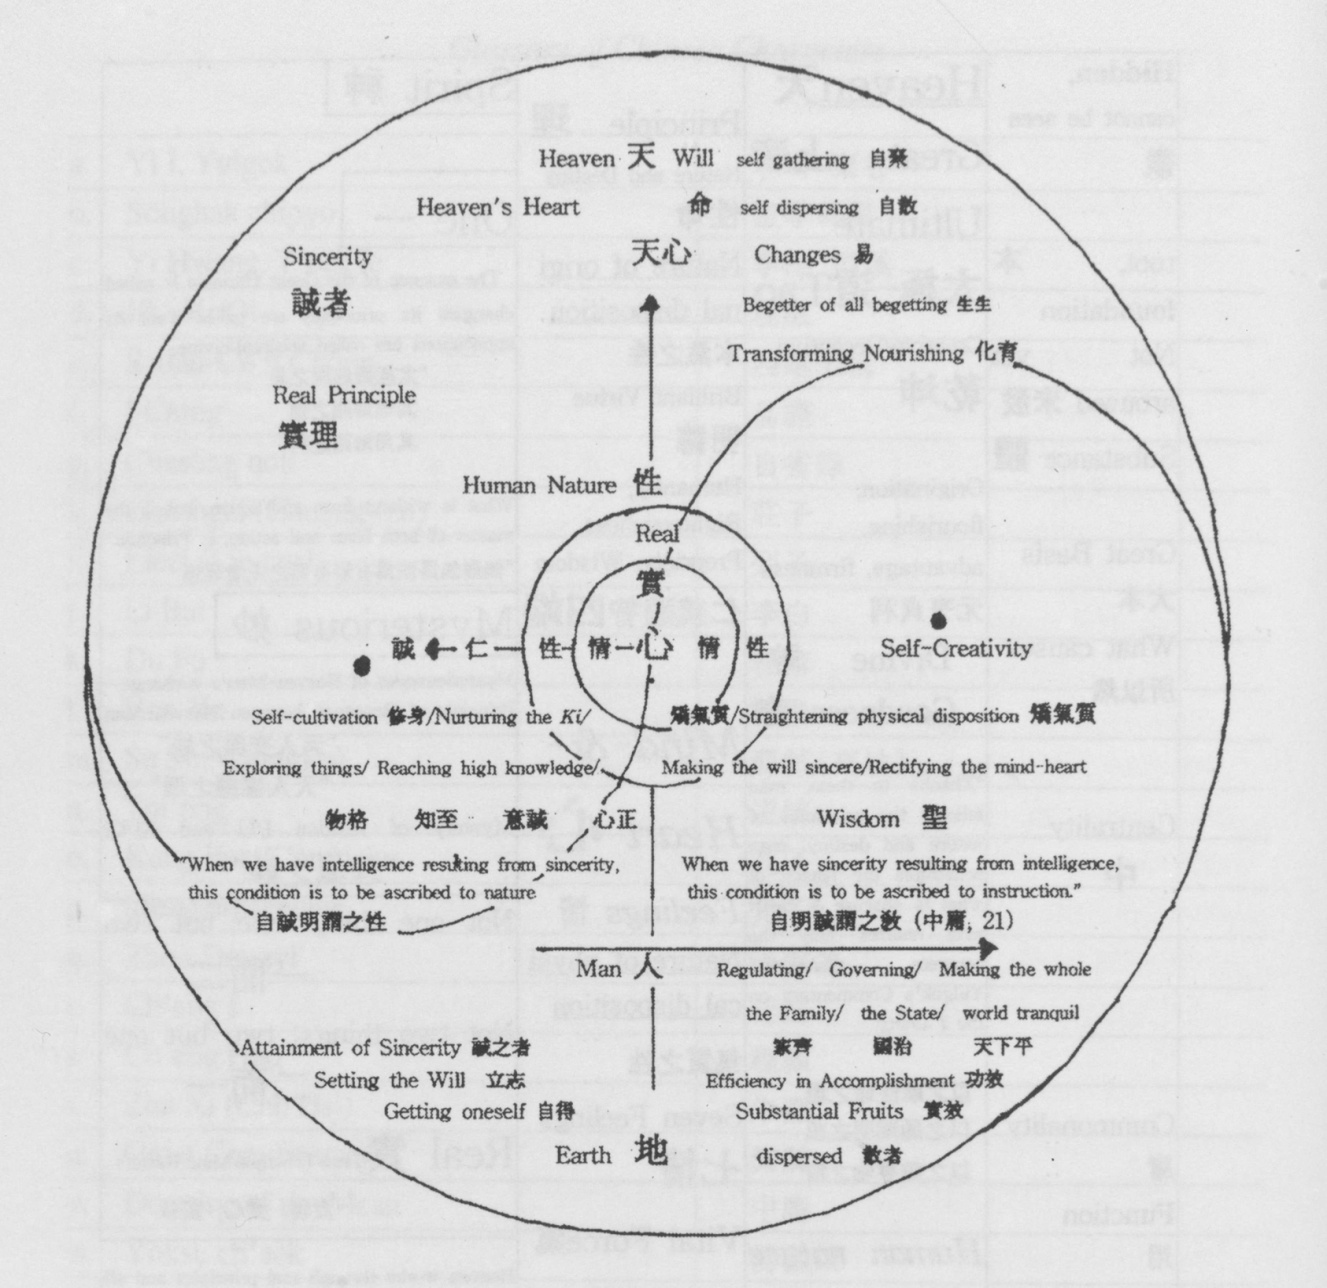 Heaven 天 Will self gathering 自聚
Heaven's Heart 命 self dispersing 自散
Sincerity 天心 Changes 易
誠者 Begetter of all begetting 生生
Transforming Nourishing 化育
Real Principle
實理
Human Nature 性
Real
實
誠 仁 性 情 心 情 性 Self-Creativity
Self-cultivation 修身/Nurturing the Ki/ 矯氣質/Straightening physical disposition 矯氣質
Exploring things/ Reaching high knowledge/ Making the will sincere/Rectifying the mind-heart
物格 知至 意誠 心正 Wisdom 聖
"When we have intelligence resulting from sincerity, When we have sincerity resulting from intelligence,
this condition is to be ascribed to nature this condition is to be ascribed to instruction."
自誠明謂之性 自明誠謂之敎 (中庸, 21)
Man 人 Regulating/ Governing/ Making the whole
the Family/ the State/ world tranquil
Attainment of Sincerity 誠之者 家齊 國治 天下平
Setting the Will 立志 Efficiency in Accomplishment 功效
Getting oneself 自得 Substantial Fruits 實效
Earth 地 dispersed 散者